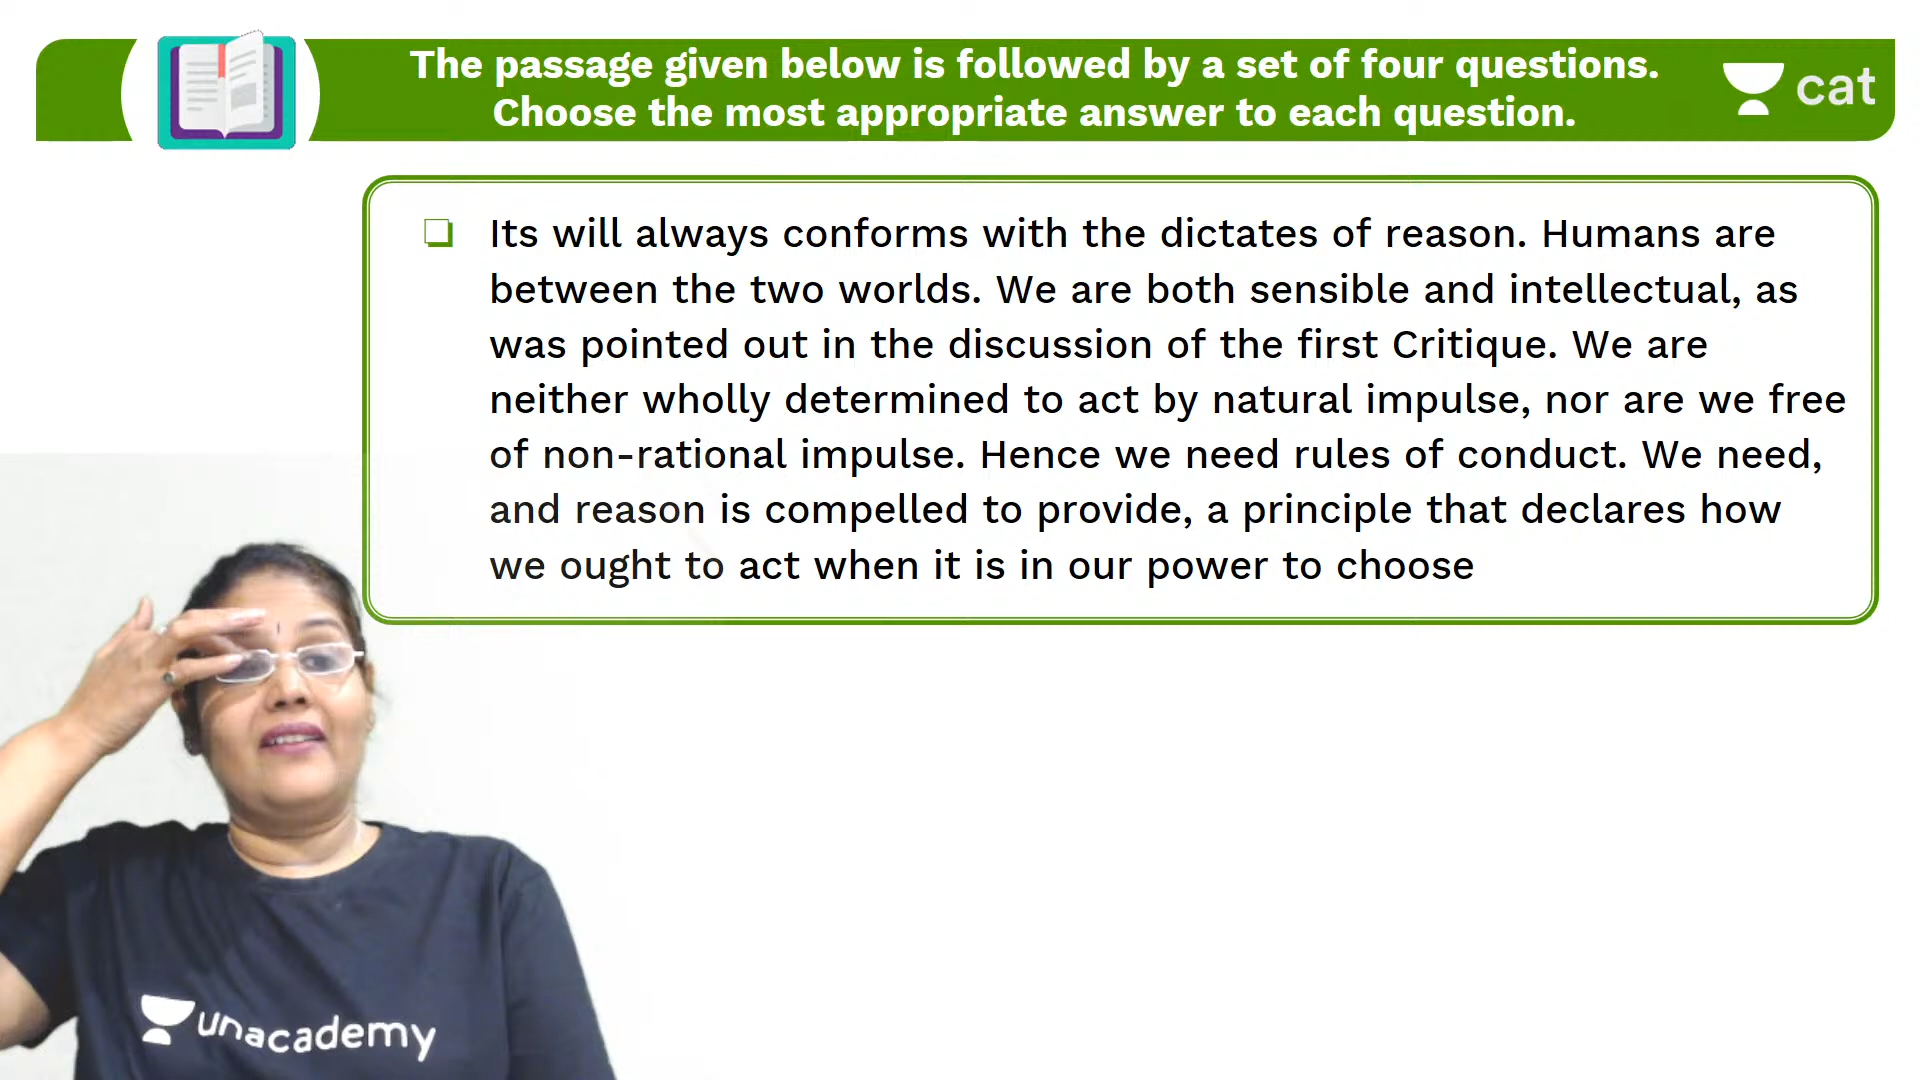 The passage given below is followed by a set of four questions.
Choose the most appropriate answer to each question.
cat
❏ Its will always conforms with the dictates of reason. Humans are
between the two worlds. We are both sensible and intellectual, as
was pointed out in the discussion of the first Critique. We are
neither wholly determined to act by natural impulse, nor are we free
of non-rational impulse. Hence we need rules of conduct. We need,
and reason is compelled to provide, a principle that declares how
we ought to act when it is in our power to choose
unacademy